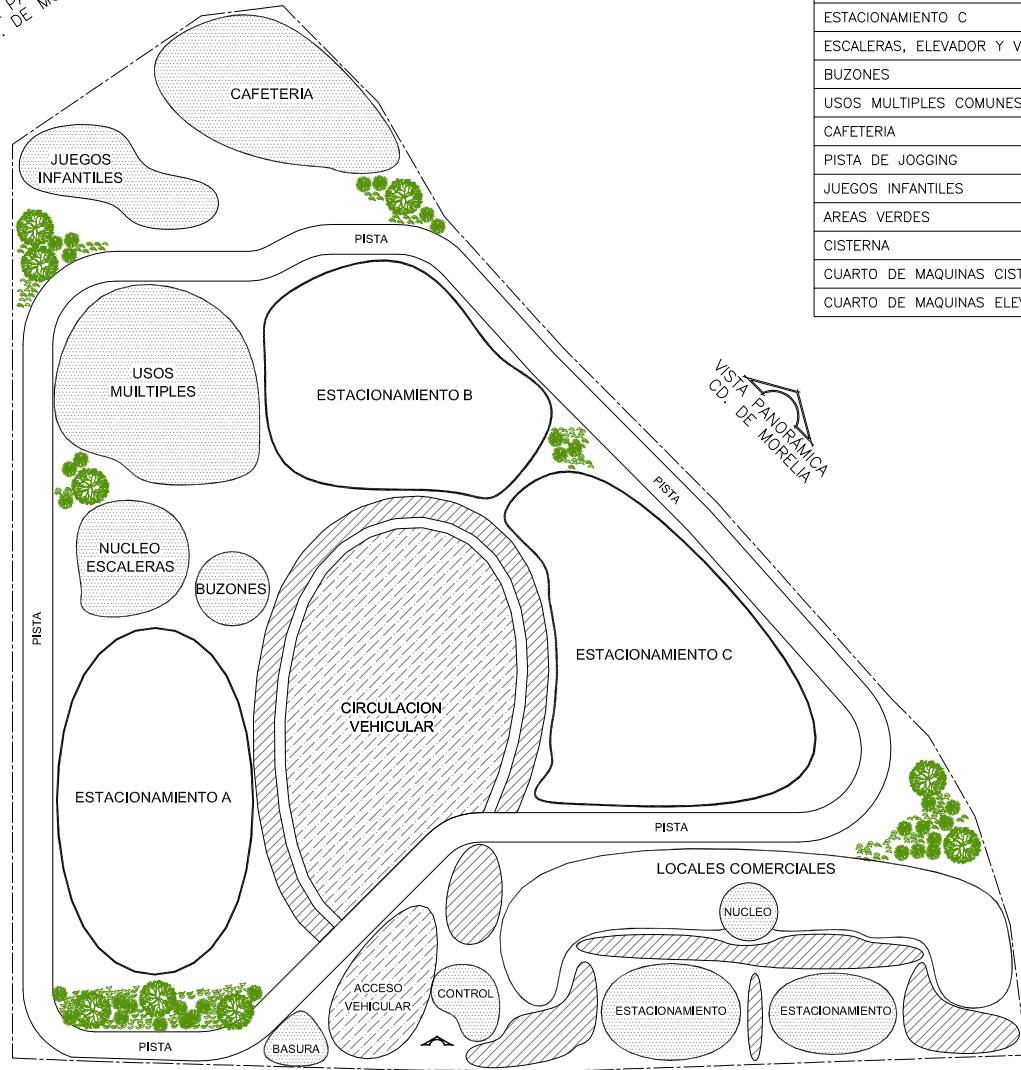 ESTACIONAMIENTO C
ESCALERAS, ELEVADOR Y V
BUZONES
USOS MULTIPLES COMUNES
CAFETERIA
PISTA DE JOGGING
JUEGOS INFANTILES
AREAS VERDES
CISTERNA
CUARTO DE MAQUINAS CIST
CUARTO DE MAQUINAS ELE
CAFETERIA
JUEGOS
INFANTILES
PISTA
USOS
MUILTIPLES
ESTACIONAMIENTO B
VISTA PANORAMICA
CD. DE MORELIA
PISTA
NUCLEO
ESCALERAS
BUZONES
PISTA
ESTACIONAMIENTO C
CIRCULACION
VEHICULAR
ESTACIONAMIENTO A
PISTA
LOCALES COMERCIALES
NUCLEO
ACCESO
VEHICULAR
CONTROL
ESTACIONAMIENTO
ESTACIONAMIENTO
PISTA
BASURA